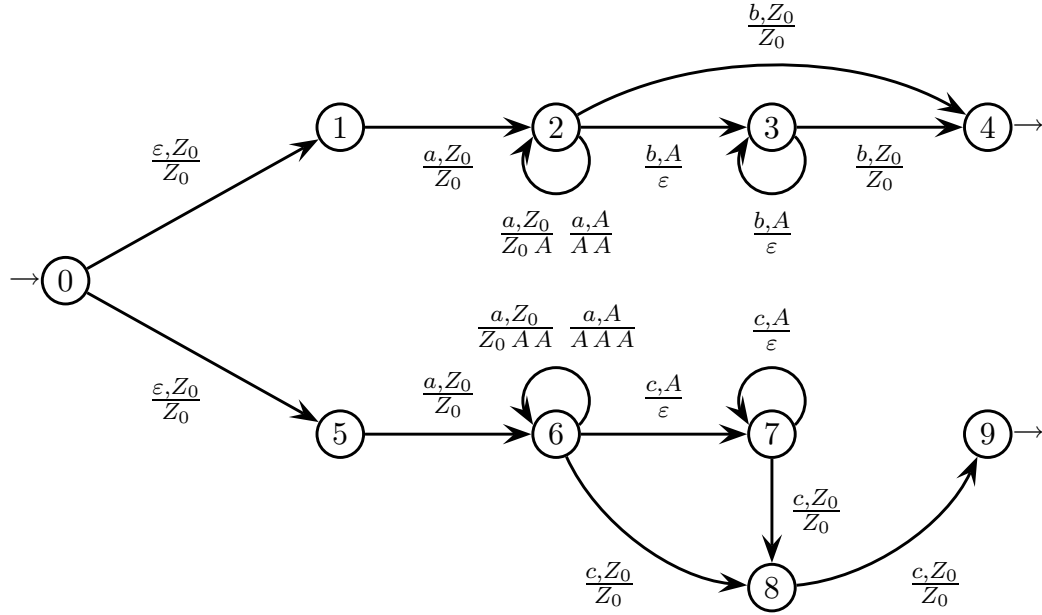 b,Z₀
Z₀
1
2
3
4
ε,Z₀
Z₀
a,Z₀
Z₀
b,A
ε
b,Z₀
Z₀
a,Z₀ a,A
Z₀ A A A
b,A
ε
0
a,Z₀ a,A
Z₀ A A A A A
c,A
ε
ε,Z₀
Z₀
a,Z₀
Z₀
c,A
ε
5
6
7
9
c,Z₀
Z₀
c,Z₀
Z₀
8
c,Z₀
Z₀